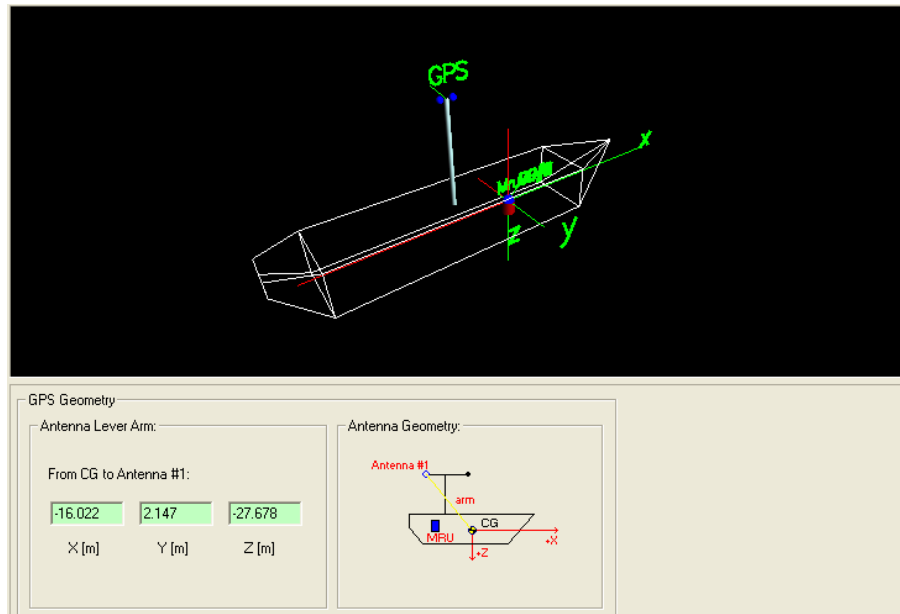 GPS
X
Z
Y
GPS Geometry
Antenna Lever Arm:
From CG to Antenna #1:
-16.022 2.147 -27.678
X [m] Y [m] Z [m]
Antenna Geometry:
Antenna #1
arm
CG
MRU
+X
+Z